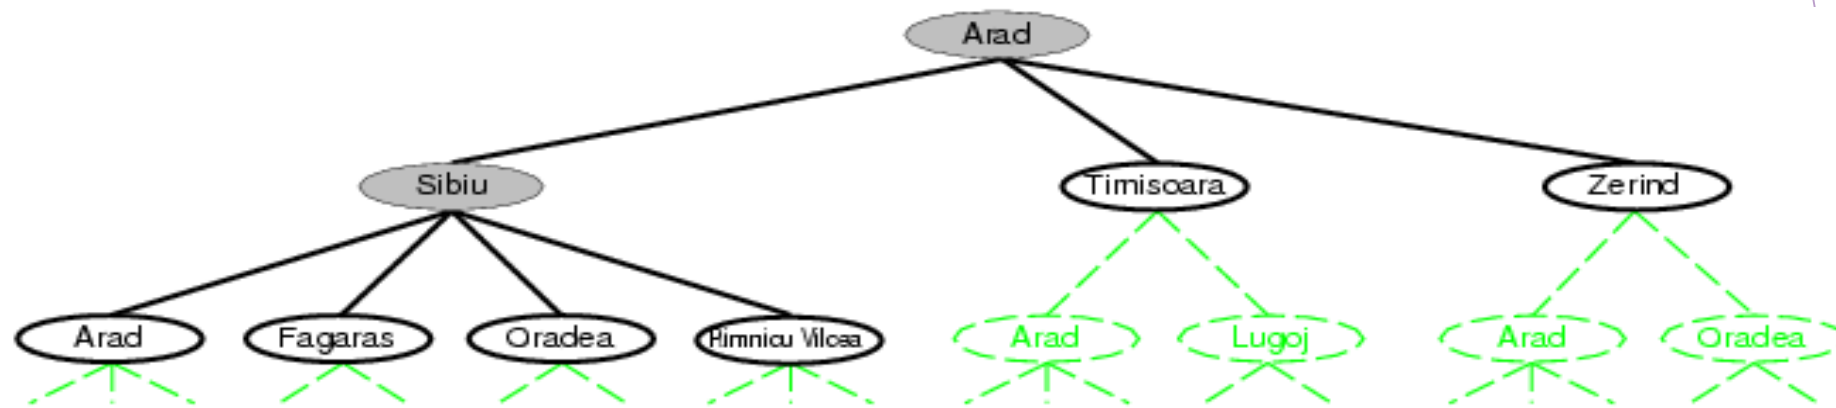 Arad
Sibiu
Timisoara
Zerind
Arad
Fagaras
Oradea
Rimnicu Vilcea
Arad
Lugoj
Arad
Oradea